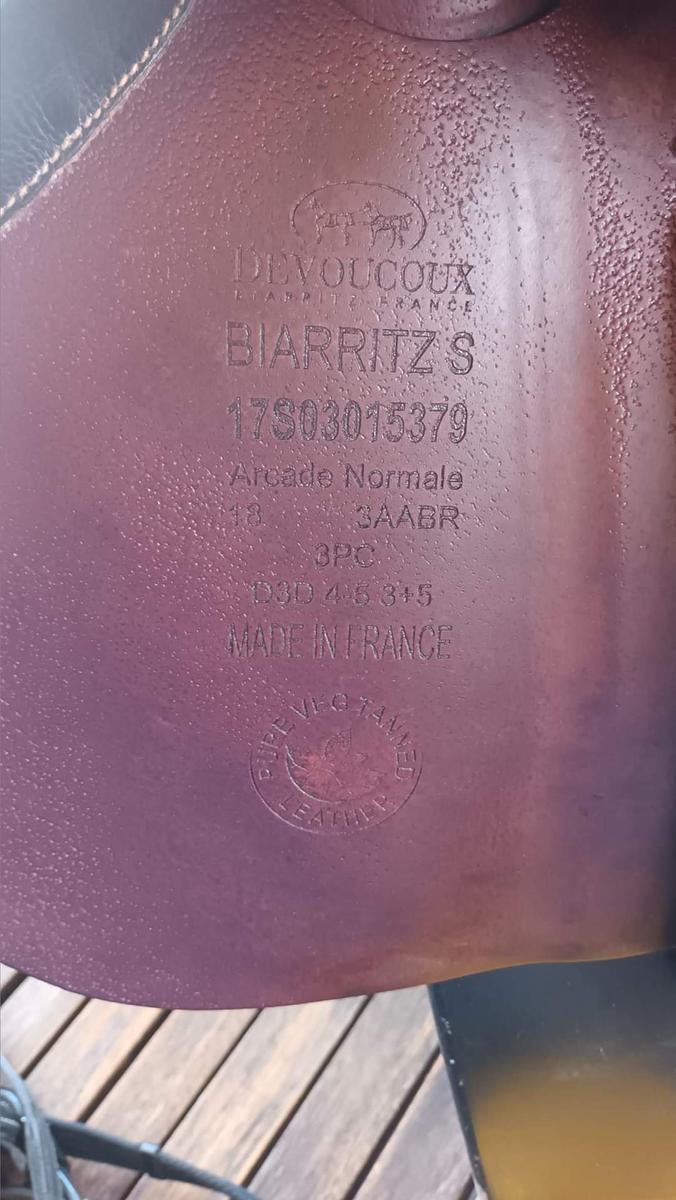 DEVOUCOUX
BIARRITZ FRANCE
BIARRITZ S
17S03015379
Arcade Normale
18 3AABR
3PC
D3D 4-5 3+5
MADE IN FRANCE
PURE VEG TANNED
LEATHER